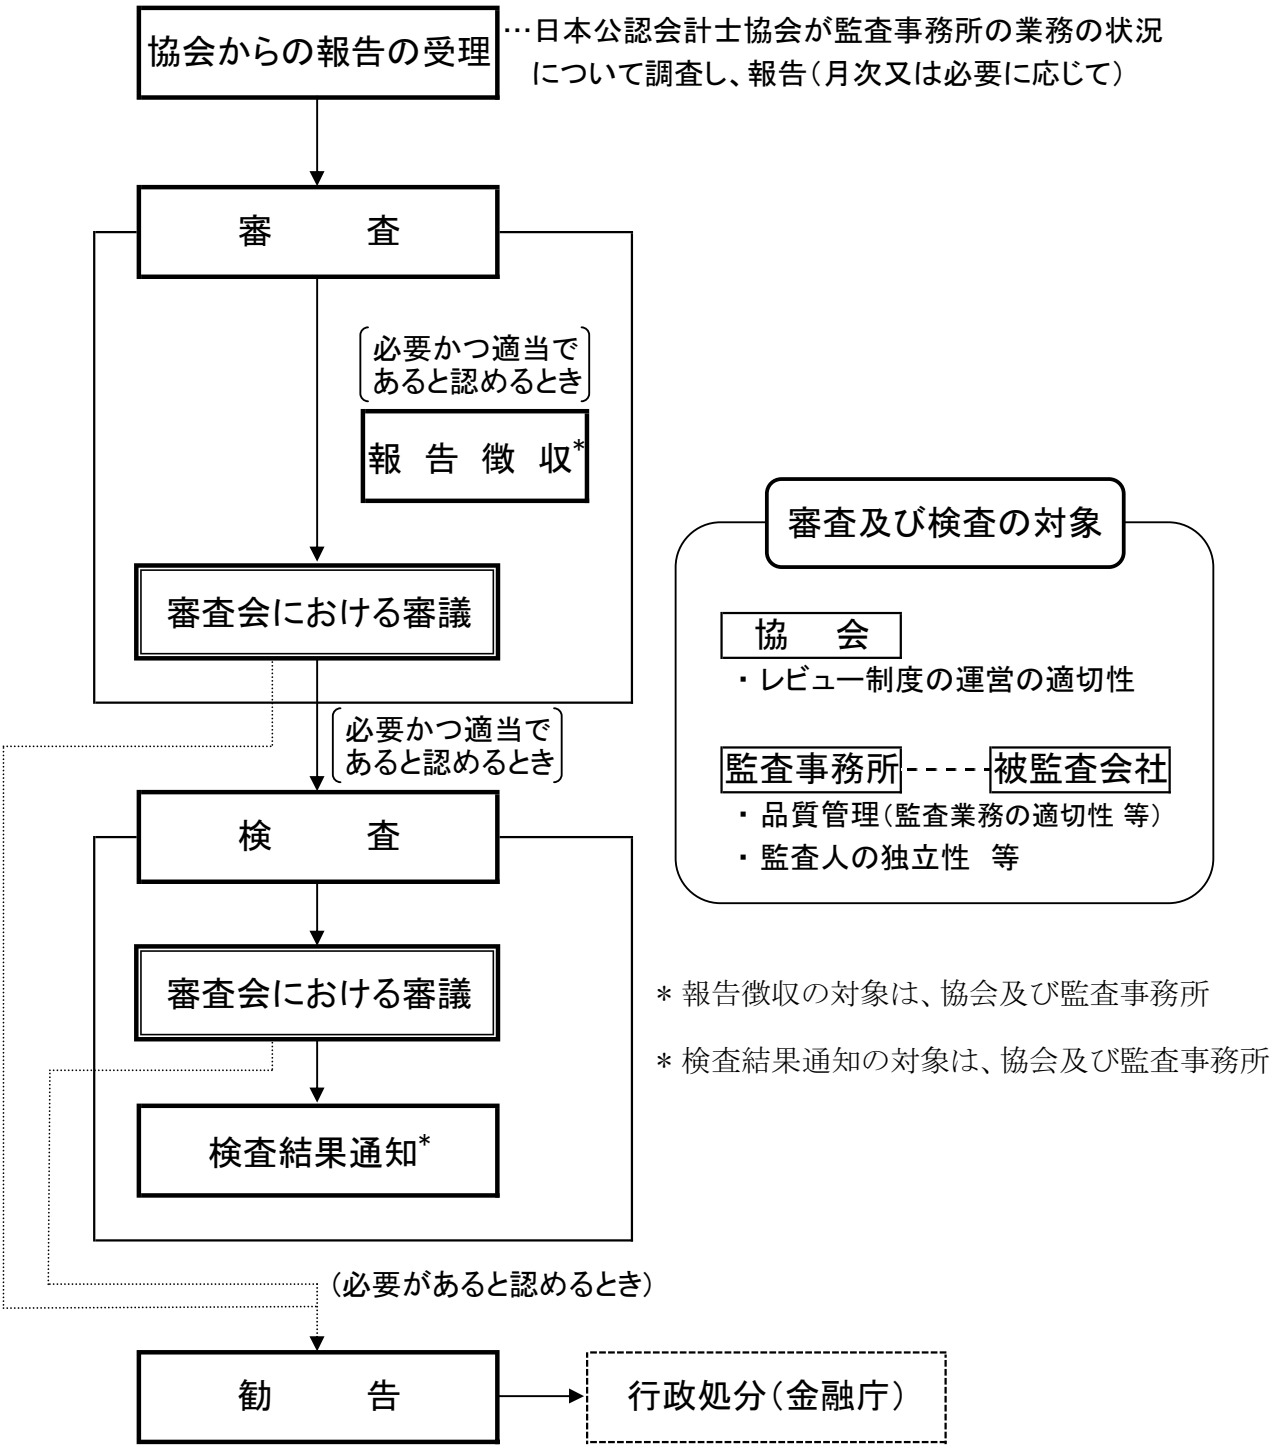 協会からの報告の受理
…日本公認会計士協会が監査事務所の業務の状況
について調査し、報告（月次又は必要に応じて）
審　査
必要かつ適当で
あると認めるとき
報告徴収*
審査会における審議
必要かつ適当で
あると認めるとき
検　査
審査会における審議
検査結果通知*
（必要があると認めるとき）
勧　告
行政処分（金融庁）
審査及び検査の対象
協　会
・レビュー制度の運営の適切性
監査事務所
被監査会社
・品質管理（監査業務の適切性 等）
・監査人の独立性 等
＊報告徴収の対象は、協会及び監査事務所
＊検査結果通知の対象は、協会及び監査事務所